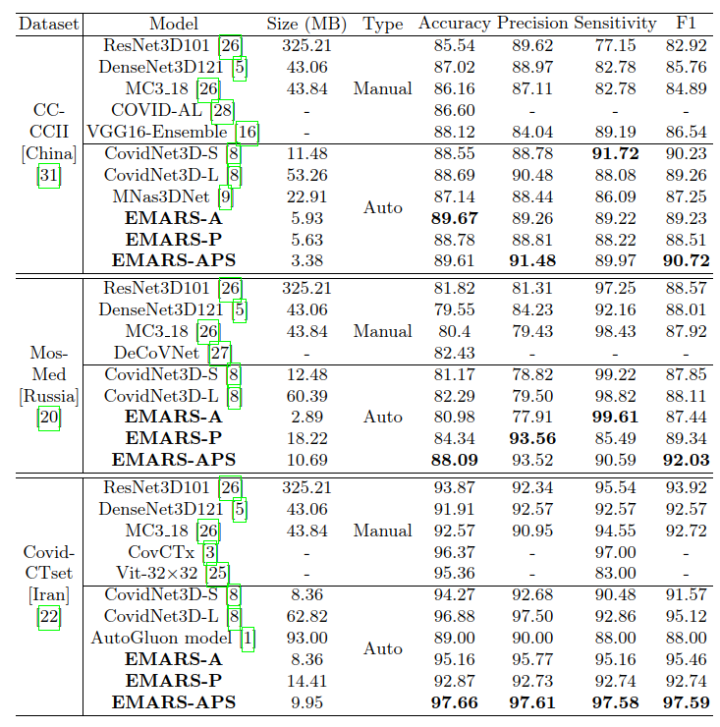 Dataset Model Size (MB) Type Accuracy Precision Sensitivity F1
ResNet3D101 [26] 325.21 85.54 89.62 77.15 82.92
DenseNet3D121 [5] 43.06 87.02 88.97 82.78 85.76
MC3_18 [26] 43.84 Manual 86.16 87.11 82.78 84.89
CC- COVID-AL [28] - 86.60 - - -
CCII VGG16-Ensemble [16] - 88.12 84.04 89.19 86.54
[China] CovidNet3D-S [8] 11.48 88.55 88.78 91.72 90.23
[31] CovidNet3D-L [8] 53.26 88.69 90.48 88.08 89.26
MNas3DNet [9] 22.91 87.14 88.44 86.09 87.25
Auto
EMARS-A 5.93 89.67 89.26 89.22 89.23
EMARS-P 5.63 88.78 88.81 88.22 88.51
EMARS-APS 3.38 89.61 91.48 89.97 90.72
ResNet3D101 [26] 325.21 81.82 81.31 97.25 88.57
DenseNet3D121 [5] 43.06 79.55 84.23 92.16 88.01
MC3_18 [26] 43.84 Manual 80.4 79.43 98.43 87.92
Mos- DeCoVNet [27] - 82.43 - - -
Med CovidNet3D-S [8] 12.48 81.17 78.82 99.22 87.85
[Russia] CovidNet3D-L [8] 60.39 82.29 79.50 98.82 88.11
[20] EMARS-A 2.89 Auto 80.98 77.91 99.61 87.44
EMARS-P 18.22 84.34 93.56 85.49 89.34
EMARS-APS 10.69 88.09 93.52 90.59 92.03
ResNet3D101 [26] 325.21 93.87 92.34 95.54 93.92
DenseNet3D121 [5] 43.06 91.91 92.57 92.57 92.57
MC3_18 [26] 43.84 Manual 92.57 90.95 94.55 92.72
Covid- CovCTx [3] - 96.37 - 97.00 -
CTset Vit-32×32 [25] - 95.36 - 83.00 -
[Iran] CovidNet3D-S [8] 8.36 94.27 92.68 90.48 91.57
[22] CovidNet3D-L [8] 62.82 96.88 97.50 92.86 95.12
AutoGluon model [1] 93.00 89.00 90.00 88.00 88.00
Auto
EMARS-A 8.36 95.16 95.77 95.16 95.46
EMARS-P 14.41 92.87 92.73 92.74 92.74
EMARS-APS 9.95 97.66 97.61 97.58 97.59